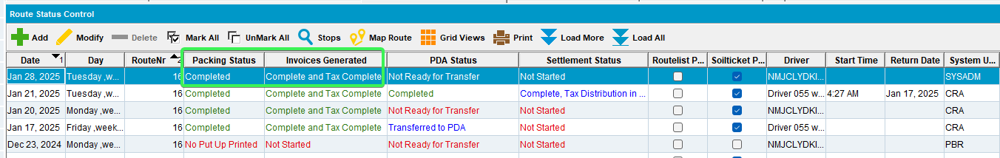 Route Status Control
Add Modify Delete Mark All UnMark All Stops Map Route Grid Views Print Load More Load All
Date 1 Day RouteNr 2 Packing Status Invoices Generated PDA Status Settlement Status Routelist P... Soilticket P... Driver Start Time Return Date System U...
Jan 28, 2025 Tuesday ,w... 16 Completed Complete and Tax Complete Not Ready for Transfer Not Started NMJCLYDKI... SYSADM
Jan 21, 2025 Tuesday ,w... 16 Completed Complete and Tax Complete Completed Complete, Tax Distribution in ... Driver 055 w... 4:27 AM Jan 17, 2025 CRA
Jan 20, 2025 Monday ,we... 16 Completed Complete and Tax Complete Not Ready for Transfer Not Started NMJCLYDKI... CRA
Jan 17, 2025 Friday ,week... 16 Completed Complete and Tax Complete Transferred to PDA Not Started Driver 055 w... CRA
Dec 23, 2024 Monday ,we... 16 No Put Up Printed Not Started Not Ready for Transfer Not Started NMJCLYDKI... PBR